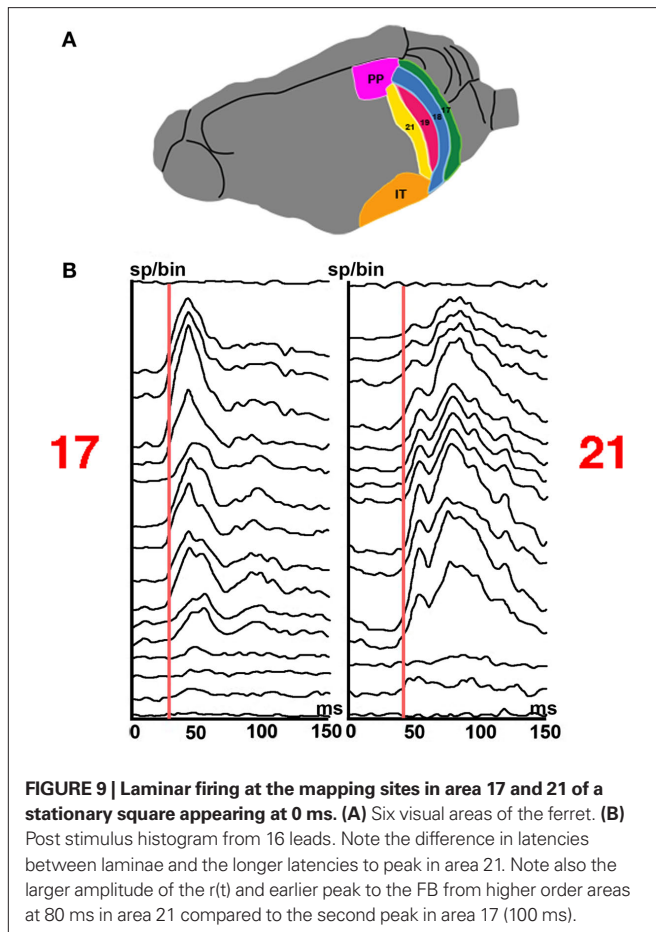 A
PP
17
18
19
21
IT
B
sp/bin
sp/bin
17
21
ms
ms
0 50 100 150
0 50 100 150
FIGURE 9 | Laminar firing at the mapping sites in area 17 and 21 of a
stationary square appearing at 0 ms. (A) Six visual areas of the ferret. (B)
Post stimulus histogram from 16 leads. Note the difference in latencies
between laminae and the longer latencies to peak in area 21. Note also the
larger amplitude of the r(t) and earlier peak to the FB from higher order areas
at 80 ms in area 21 compared to the second peak in area 17 (100 ms).